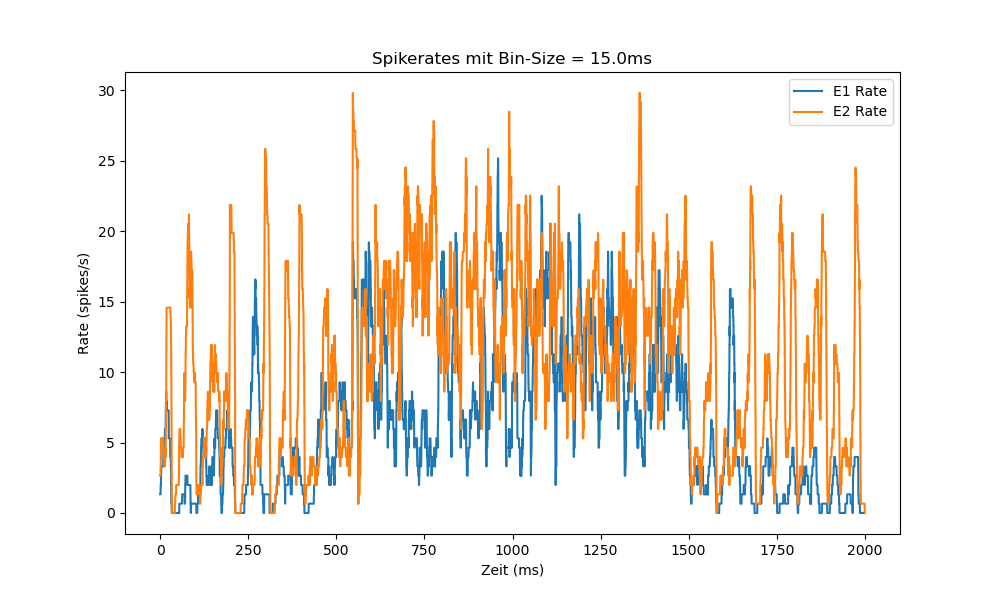 Spikerates mit Bin-Size = 15.0ms
E1 Rate
E2 Rate
30
25
20
15
10
5
0
Rate (spikes/s)
0 250 500 750 1000 1250 1500 1750 2000
Zeit (ms)